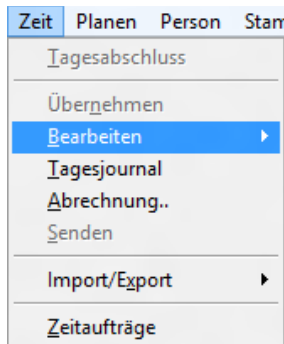 Zeit Planen Person Stam
Tagesabschluss
Übernehmen
Bearbeiten
Tagesjournal
Abrechnung..
Senden
Import/Export
Zeitaufträge